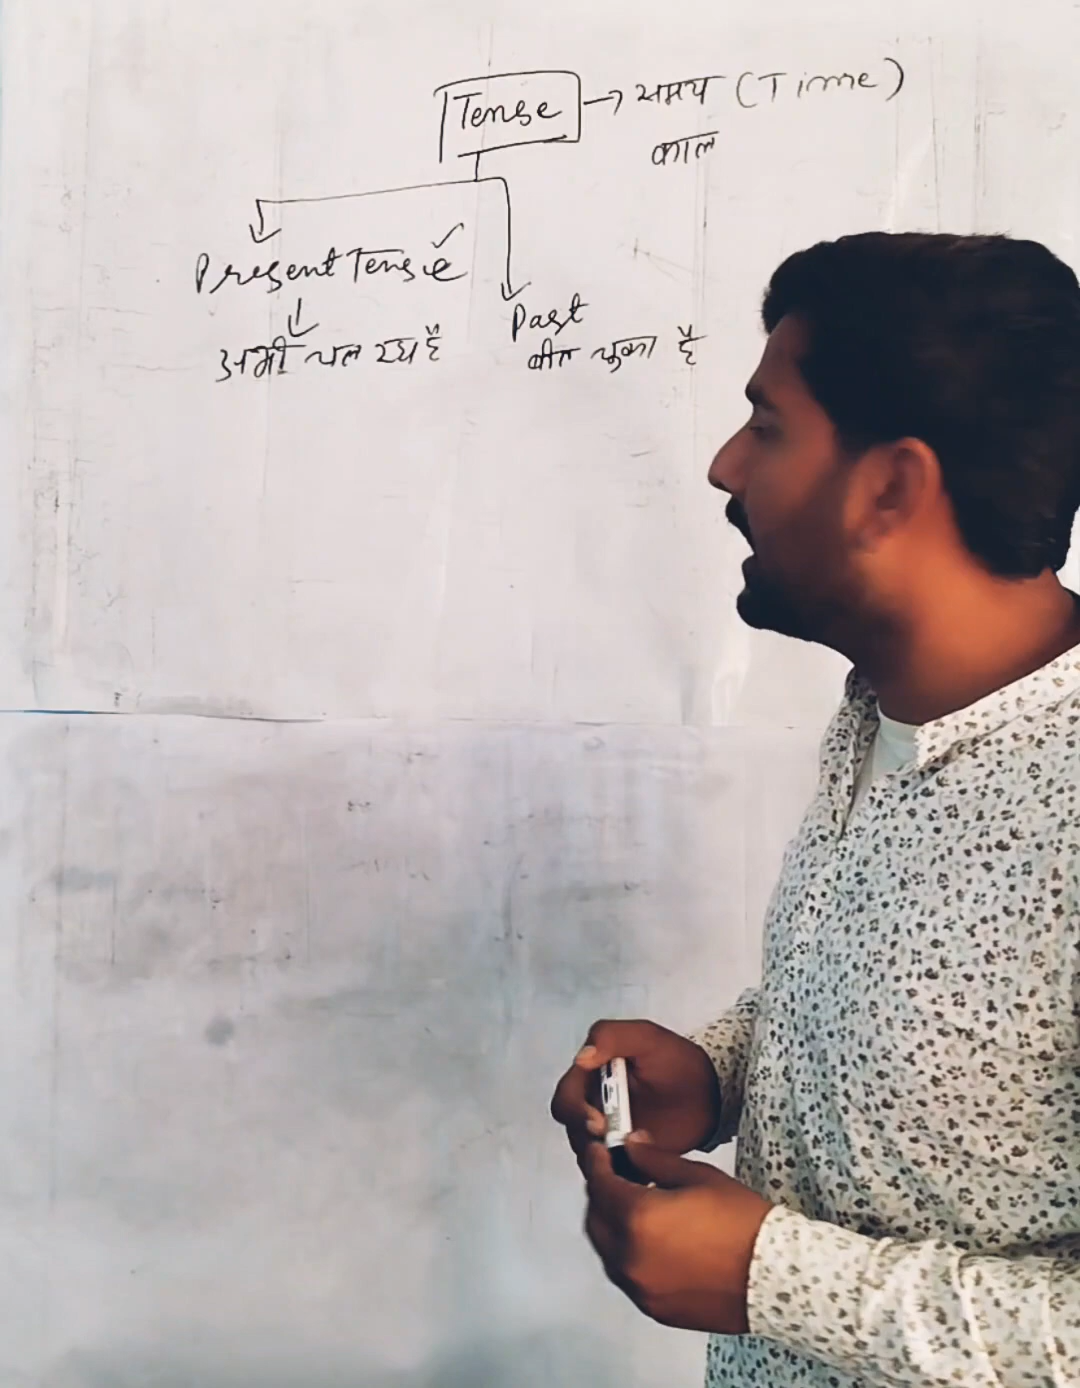 Tense → समय (Time)
काल
Present Tense ✓
Past
अभी चल रहा है
बीत चुका है